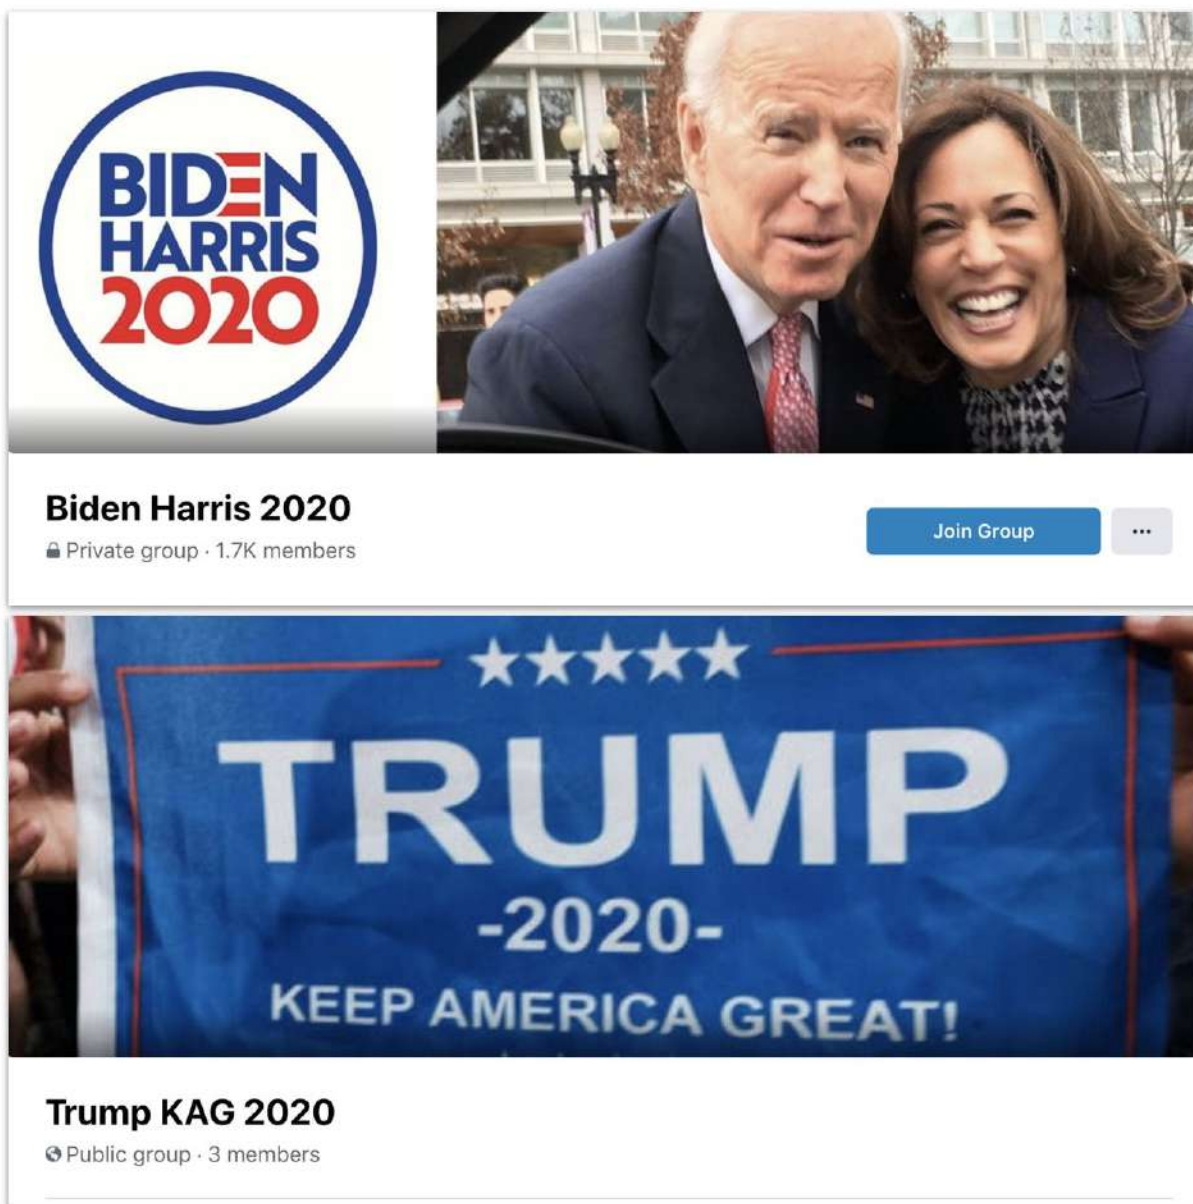 BIDEN
HARRIS
2020
Biden Harris 2020
Private group · 1.7K members
Join Group
...
TRUMP
-2020-
KEEP AMERICA GREAT!
Trump KAG 2020
Public group · 3 members